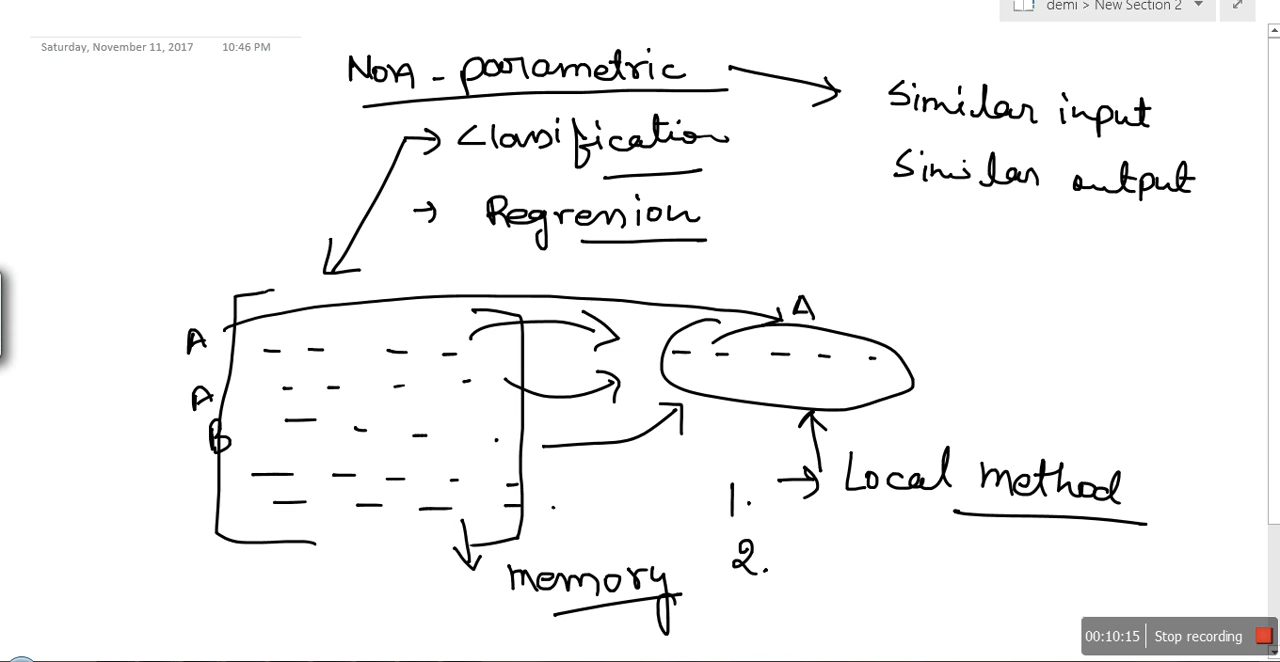 demi > New Section 2
Saturday, November 11, 2017 10:46 PM
Non-parametric
Similar input
Similar output
→ Classification
→ Regression
A
A
A
B
1. → Local method
2.
memory
00:10:15 Stop recording